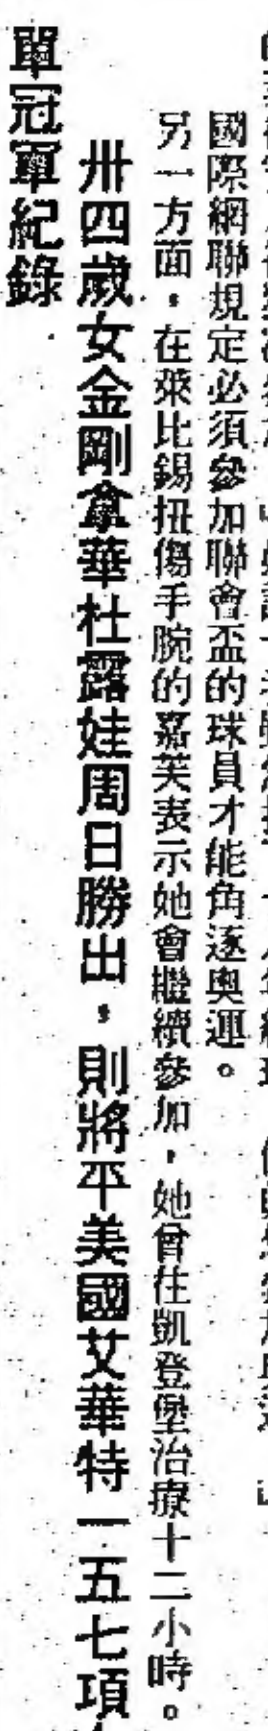 國際網聯規定必須參加聯會盃的球員才能角逐奧運。
另一方面，在萊比錫扭傷手腕的嘉芙表示她會繼續參加，她曾住凱登堡治療十二小時。
卅四歲女金剛拿華杜露娃周日勝出，則將平美國艾華特一五七項
單冠軍紀錄